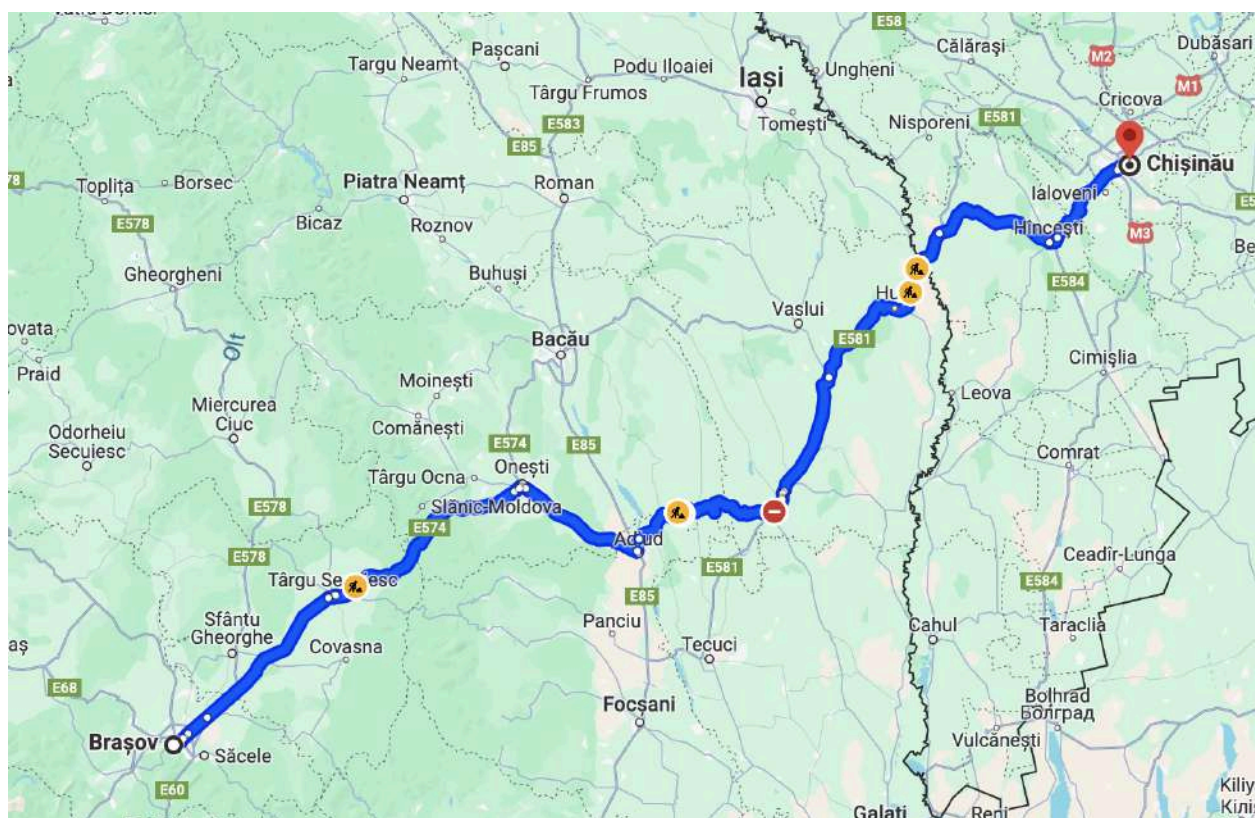 E58
Călărași
Dubăsari
M2
M1
Pașcani
Targu Neamt
Podu Iloaiei
Iași
Ungheni
Târgu Frumos
Cricova
Tomești
Nisporeni
E581
E583
E85
Chișinău
Toplița
Borsec
Piatra Neamț
Roman
Ialoveni
E578
Bicaz
Roznov
Hîncești
M3
Gheorgheni
Buhuși
E584
Vaslui
Olt
Bacău
E581
Praid
Cimișlia
Moinești
Miercurea
Ciuc
Leova
Comănești
Odorheiu
Secuiesc
E574
E85
Comrat
Târgu Ocna
Onești
E578
Slănic Moldova
E574
Adjud
E578
Ceadîr-Lunga
E581
E584
E85
Sfântu
Gheorghe
Panciu
Cahul
Taraclia
Covasna
Tecuci
E68
Focșani
Bolhrad
Болград
Brașov
Vulcănești
Săcele
E60
Galați
Reni